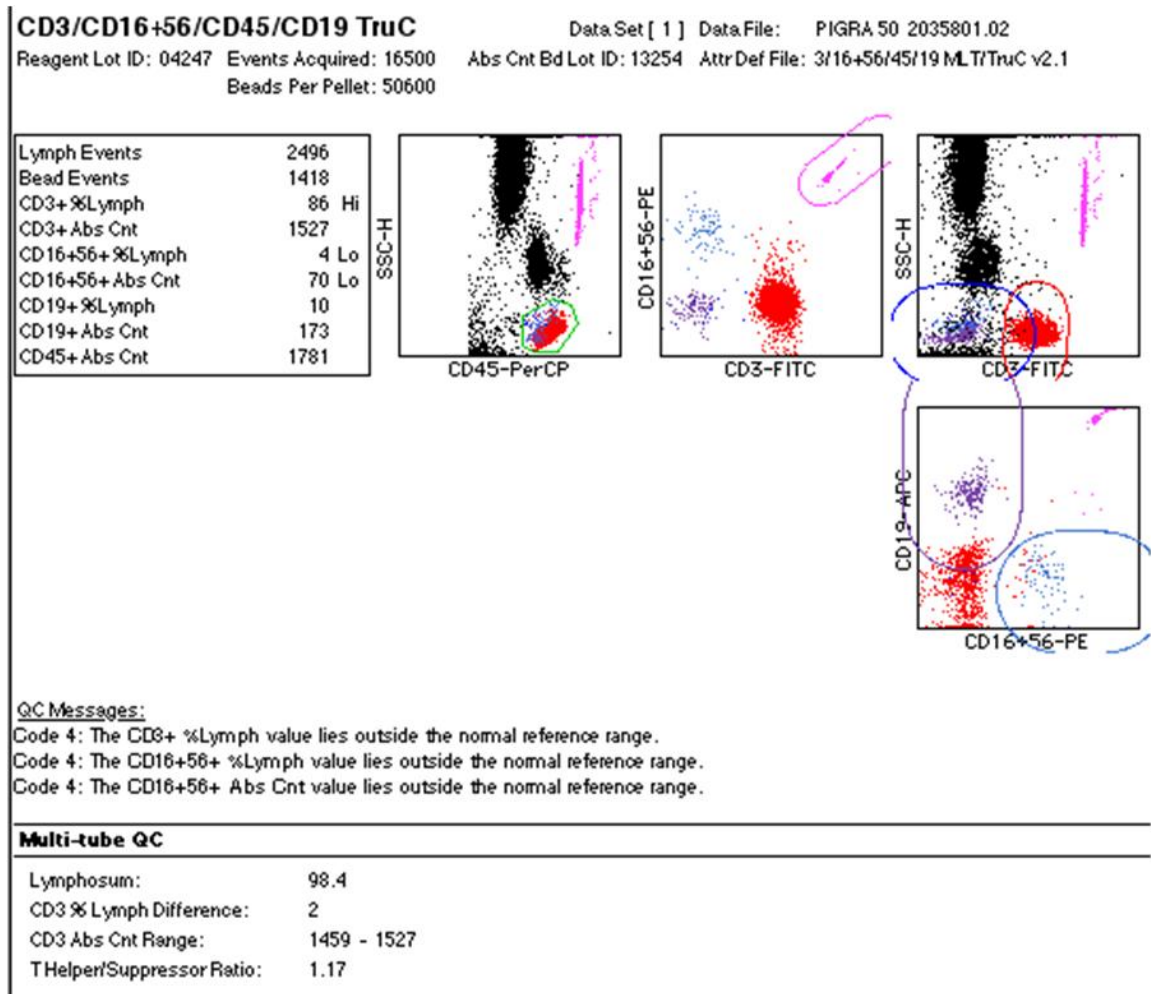 CD3/CD16+56/CD45/CD19 TruC Data Set [ 1 ] Data File: PIGRA 50 2035801.02
Reagent Lot ID: 04247 Events Acquired: 16500 Abs Cnt Bd Lot ID: 13254 Attr Def File: 3/16+56/45/19 MLT/TruC v2.1
Beads Per Pellet: 50600
Lymph Events 2496
Bead Events 1418
CD3+ %Lymph 86 Hi
CD3+ Abs Cnt 1527
CD16+56+ %Lymph 4 Lo
CD16+56+ Abs Cnt 70 Lo
CD19+ %Lymph 10
CD19+ Abs Cnt 173
CD45+ Abs Cnt 1781
SSC-H
CD45-PerCP
CD16+56-PE
CD3-FITC
SSC-H
CD3-FITC
CD19-APC
CD16+56-PE
QC Messages:
Code 4: The CD3+ %Lymph value lies outside the normal reference range.
Code 4: The CD16+56+ %Lymph value lies outside the normal reference range.
Code 4: The CD16+56+ Abs Cnt value lies outside the normal reference range.
Multi-tube QC
Lymphosum: 98.4
CD3 % Lymph Difference: 2
CD3 Abs Cnt Range: 1459 - 1527
T Helper/Suppressor Ratio: 1.17